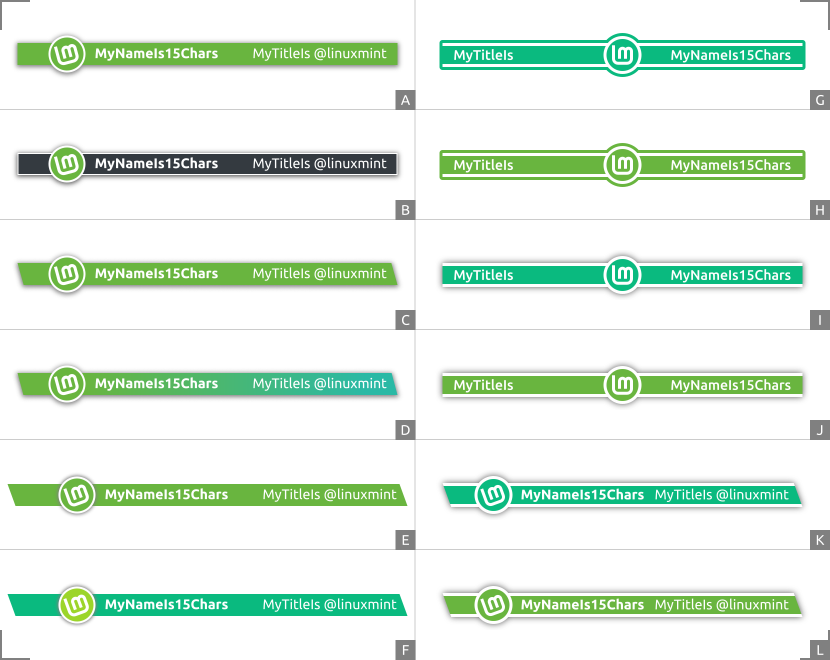 MyNameIs15Chars MyTitleIs @linuxmint
A
MyNameIs15Chars MyTitleIs @linuxmint
B
MyNameIs15Chars MyTitleIs @linuxmint
C
MyNameIs15Chars MyTitleIs @linuxmint
D
MyNameIs15Chars MyTitleIs @linuxmint
E
MyNameIs15Chars MyTitleIs @linuxmint
F
MyTitleIs MyNameIs15Chars
G
MyTitleIs MyNameIs15Chars
H
MyTitleIs MyNameIs15Chars
I
MyTitleIs MyNameIs15Chars
J
MyNameIs15Chars MyTitleIs @linuxmint
K
MyNameIs15Chars MyTitleIs @linuxmint
L